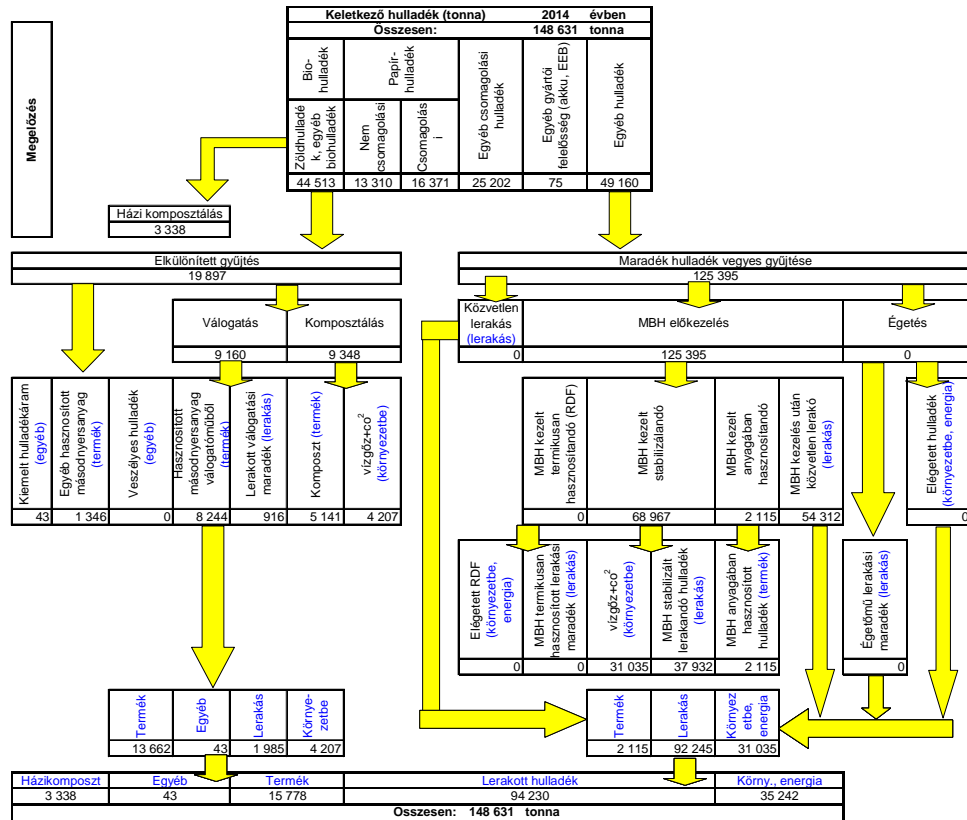 Keletkező hulladék (tonna) 2014 évben
Összesen: 148 631 tonna
Megelőzés
Bio-
hulladék
Papír-
hulladék
Zöldhulladé
k, egyéb
biohulladék
Nem
csomagolási
Csomagolás
i
Egyéb csomagolási
hulladék
Egyéb gyártói
felelősség (akku, EEB)
Egyéb hulladék
44 513 13 310 16 371 25 202 75 49 160
Házi komposztálás
3 338
Elkülönített gyűjtés
19 897
Maradék hulladék vegyes gyűjtése
125 395
Válogatás
9 160
Komposztálás
9 348
Közvetlen
lerakás
(lerakás)
0
MBH előkezelés
125 395
Égetés
0
Kiemelt hulladékáram
(egyéb)
43
Egyéb hasznosított
másodnyersanyag
(termék)
1 346
Veszélyes hulladék
(egyéb)
0
Hasznosított
másodnyersanyag
válogatóműből
(termék)
8 244
Lerakott válogatási
maradék (lerakás)
916
Komposzt (termék)
5 141
vízgőz+co2
(környezetbe)
4 207
MBH kezelt
termikusan
hasznosítandó (RDF)
0
MBH kezelt
stabilizálandó
68 967
MBH kezelt
anyagában
hasznosítandó
2 115
MBH kezelés után
közvetlen lerakó
(lerakás)
54 312
Elégetett hulladék
(környezetbe, energia)
0
Elégetett RDF
(környezetbe,
energia)
0
MBH termikusan
hasznosított lerakási
maradék (lerakás)
0
vízgőz+co2
(környezetbe)
31 035
MBH stabilizált
lerakandó hulladék
(lerakás)
37 932
MBH anyagában
hasznosított
hulladék (termék)
2 115
Égetőmű lerakási
maradék (lerakás)
0
Termék
Egyéb
Lerakás
Környe-
zetbe
13 662 43 1 985 4 207
Termék
Lerakás
Környez
etbe,
energia
2 115 92 245 31 035
Házikomposzt Egyéb Termék Lerakott hulladék Körny., energia
3 338 43 15 778 94 230 35 242
Összesen: 148 631 tonna